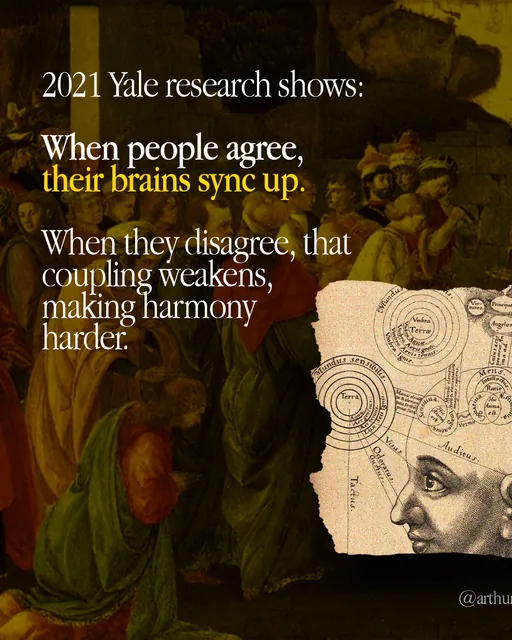 2021 Yale research shows:
When people agree,
their brains sync up.
When they disagree, that
coupling weakens,
making harmony
harder.
Mundus
Terra
Mundus sensibilis
Terra
Mens
Visus
Auditus.
Tactus.
@arthur